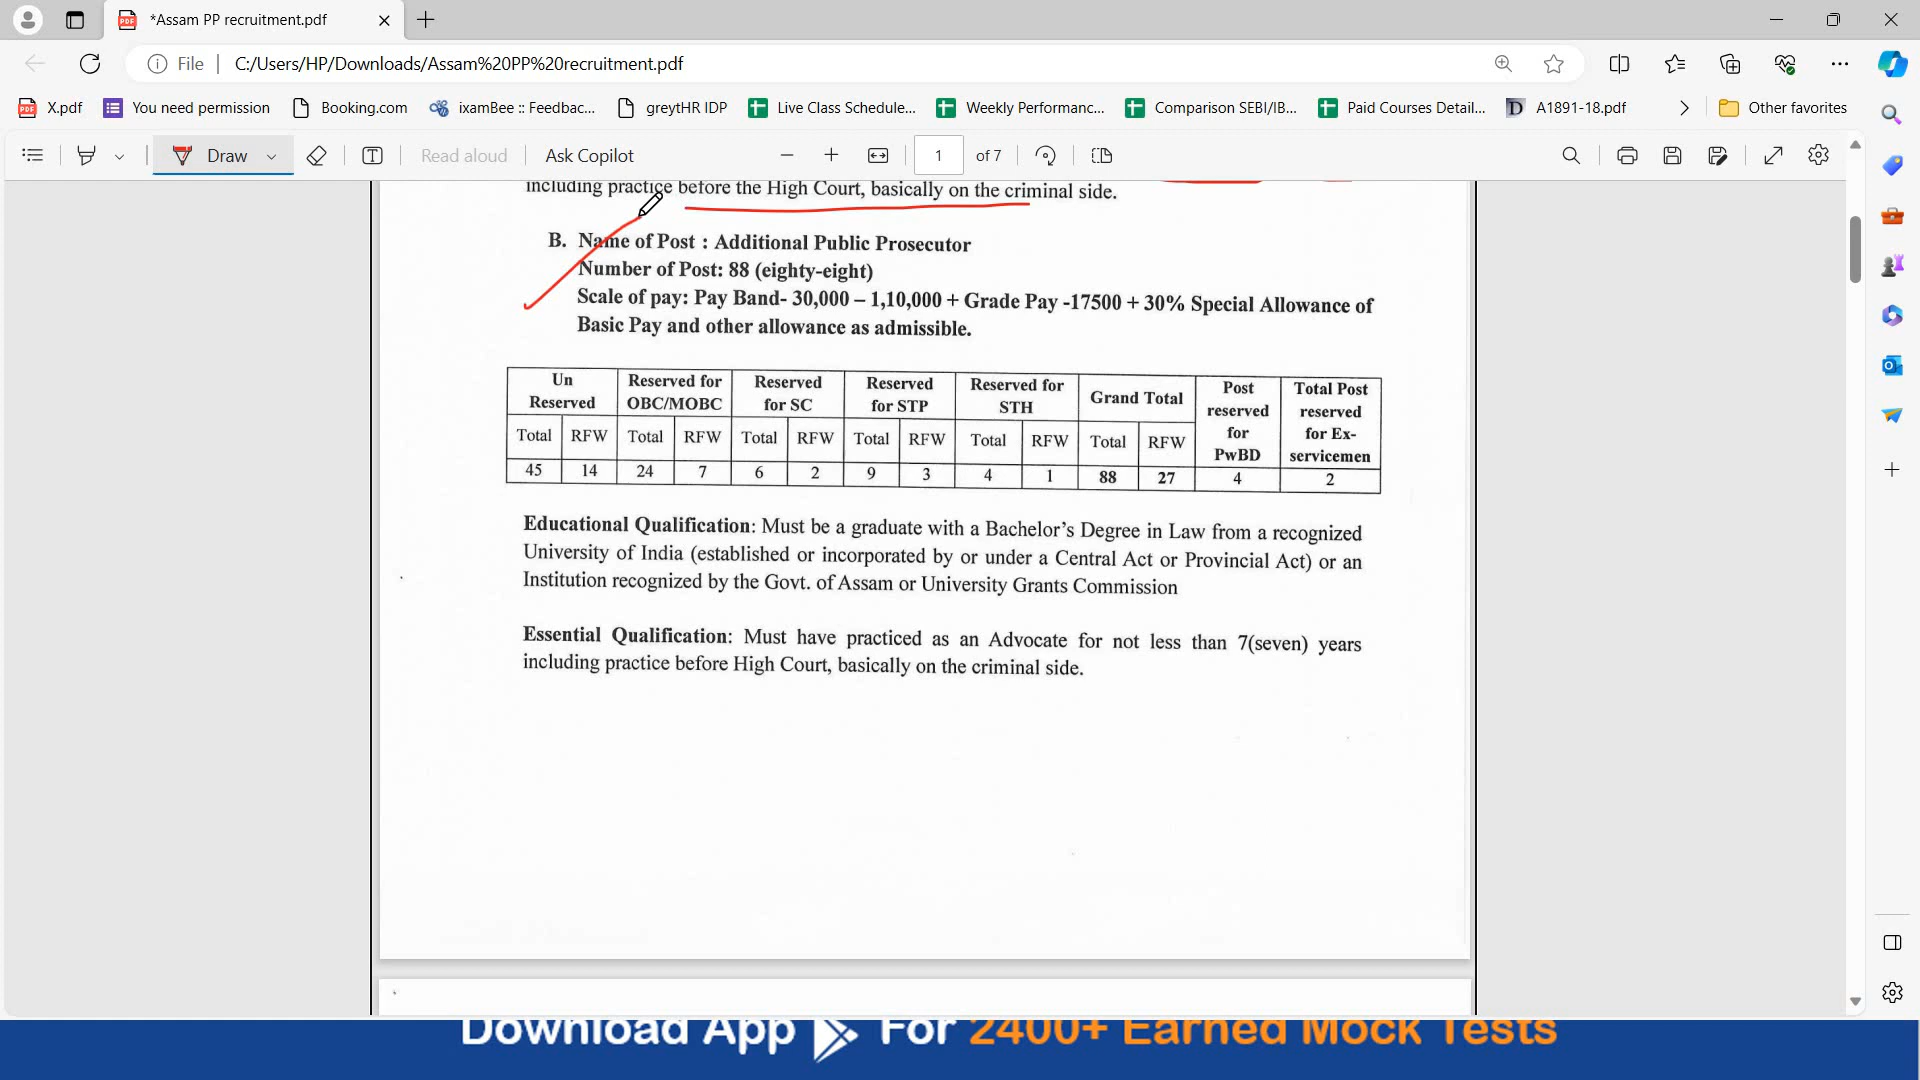 *Assam PP recruitment.pdf
File C:/Users/HP/Downloads/Assam%20PP%20recruitment.pdf
X.pdf You need permission Booking.com ixamBee :: Feedbac... greytHR IDP Live Class Schedule... Weekly Performanc... Comparison SEBI/IB... Paid Courses Detail... A1891-18.pdf Other favorites
Draw Read aloud Ask Copilot 1 of 7
including practice before the High Court, basically on the criminal side.
B. Name of Post : Additional Public Prosecutor
Number of Post: 88 (eighty-eight)
Scale of pay: Pay Band- 30,000 – 1,10,000 + Grade Pay -17500 + 30% Special Allowance of
Basic Pay and other allowance as admissible.
Un Reserved Reserved for OBC/MOBC Reserved for SC Reserved for STP Reserved for STH Grand Total Post reserved for PwBD Total Post reserved for Ex-servicemen
Total RFW Total RFW Total RFW Total RFW Total RFW Total RFW
45 14 24 7 6 2 9 3 4 1 88 27 4 2
Educational Qualification: Must be a graduate with a Bachelor's Degree in Law from a recognized
University of India (established or incorporated by or under a Central Act or Provincial Act) or an
Institution recognized by the Govt. of Assam or University Grants Commission
Essential Qualification: Must have practiced as an Advocate for not less than 7(seven) years
including practice before High Court, basically on the criminal side.
Download App For 2400+ Earned Mock Tests